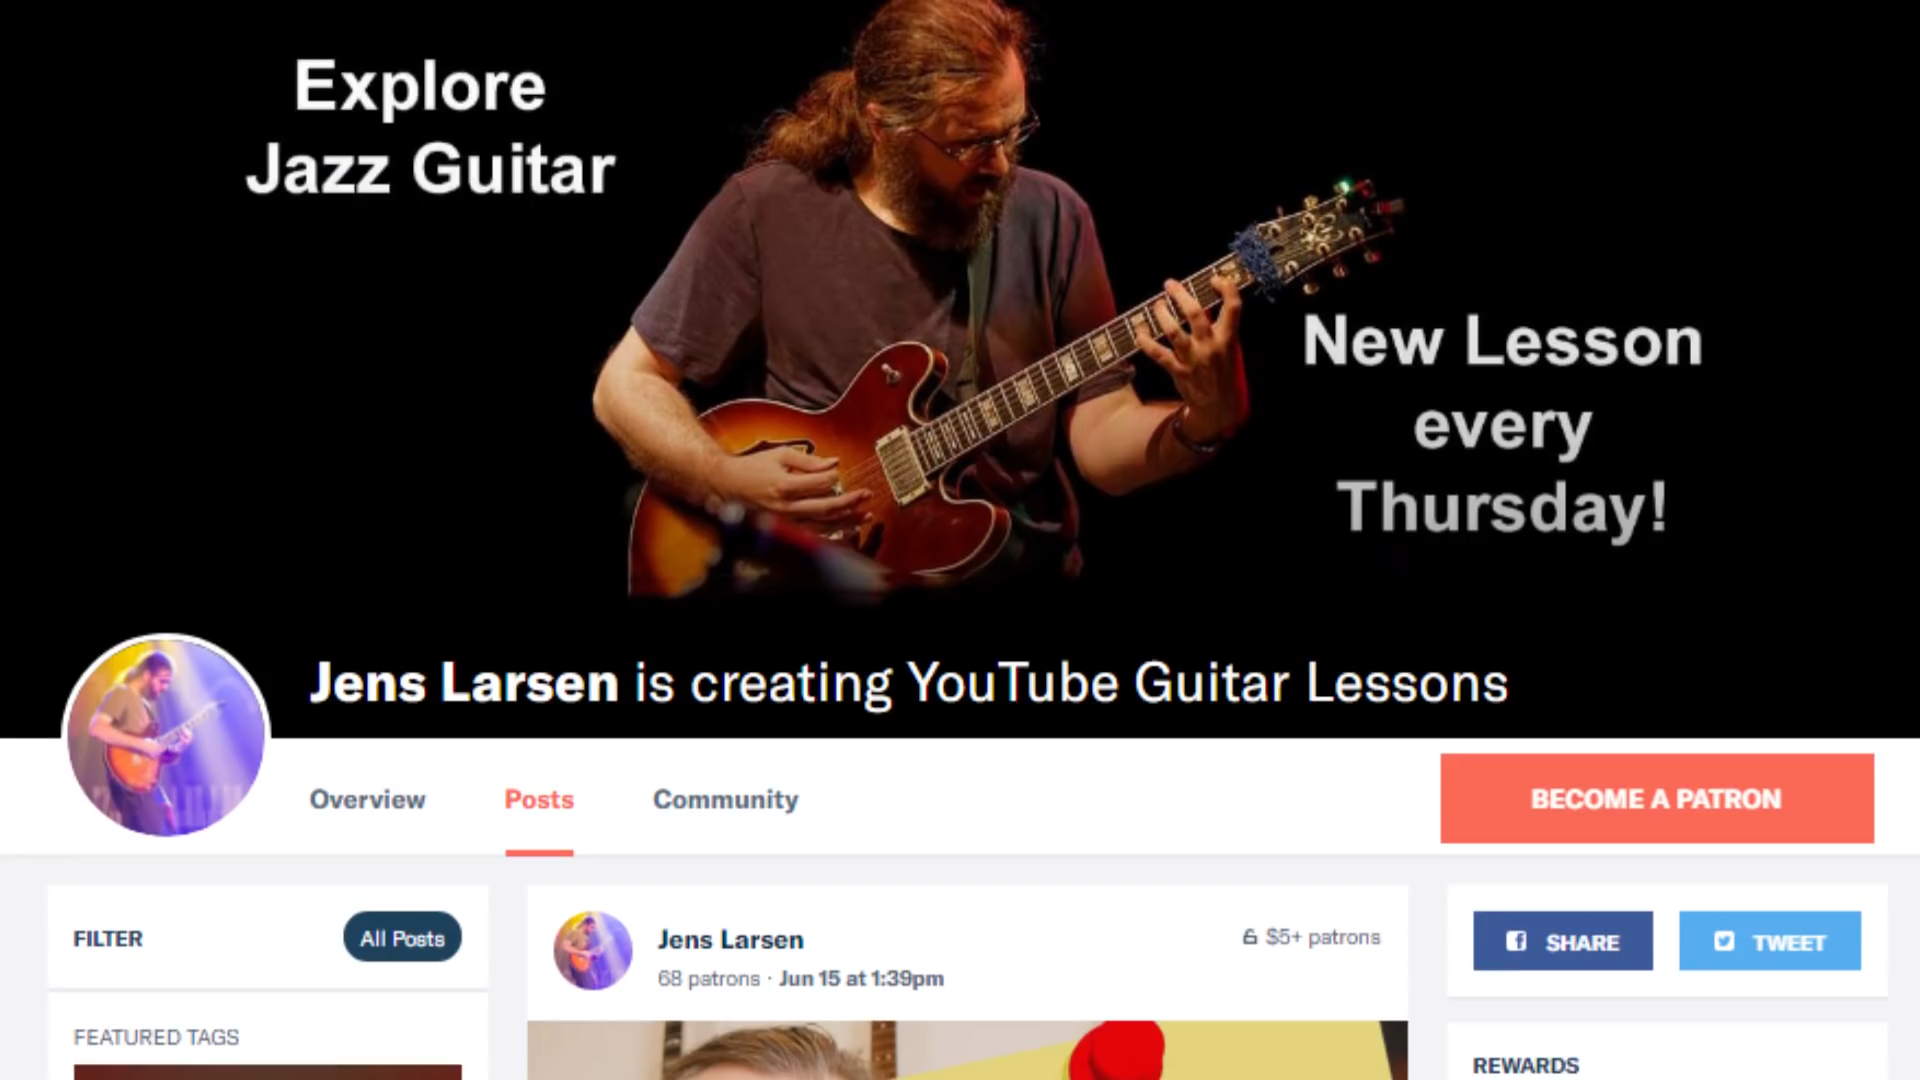 Explore
Jazz Guitar
New Lesson
every
Thursday!
Jens Larsen is creating YouTube Guitar Lessons
Overview
Posts
Community
BECOME A PATRON
FILTER
All Posts
FEATURED TAGS
Jens Larsen
68 patrons · Jun 15 at 1:39pm
$5+ patrons
SHARE
TWEET
REWARDS